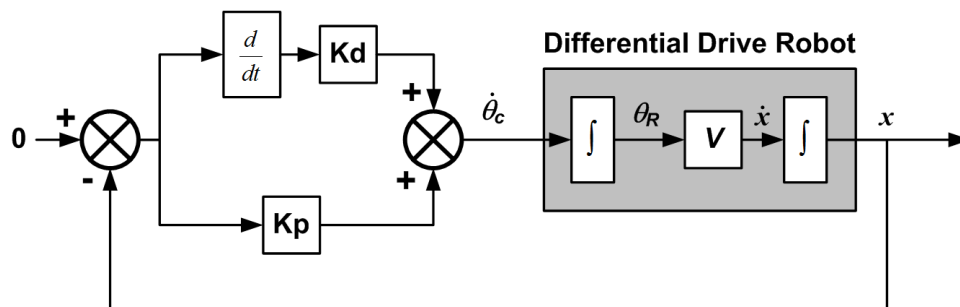 Differential Drive Robot
d
dt
Kd
+
+
0
-
θ̇c
+
Kp
∫
θR
V
ẋ
∫
x